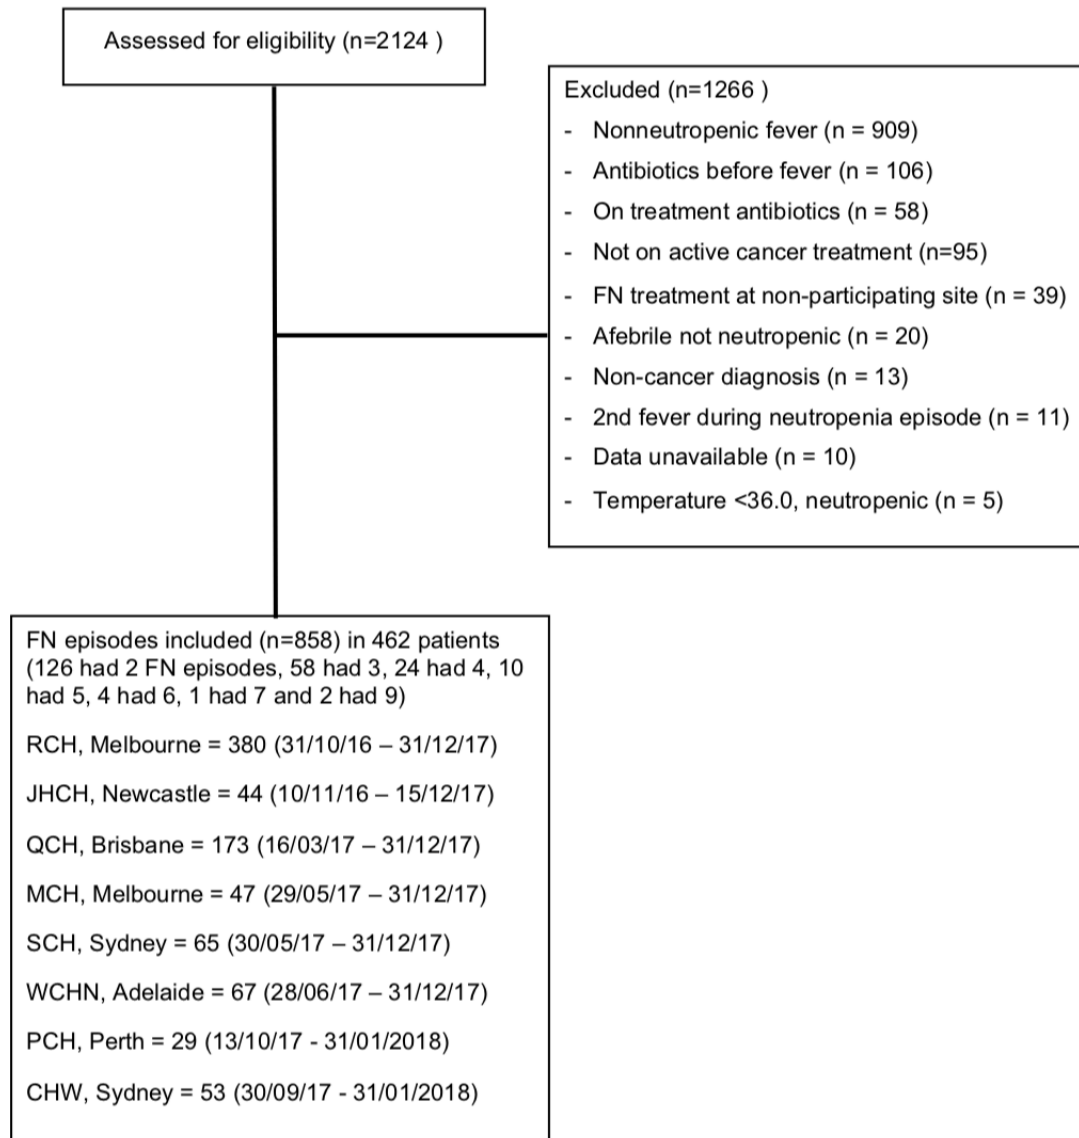 Assessed for eligibility (n=2124 )
Excluded (n=1266 )
- Nonneutropenic fever (n = 909)
- Antibiotics before fever (n = 106)
- On treatment antibiotics (n = 58)
- Not on active cancer treatment (n=95)
- FN treatment at non-participating site (n = 39)
- Afebrile not neutropenic (n = 20)
- Non-cancer diagnosis (n = 13)
- 2nd fever during neutropenia episode (n = 11)
- Data unavailable (n = 10)
- Temperature <36.0, neutropenic (n = 5)
FN episodes included (n=858) in 462 patients
(126 had 2 FN episodes, 58 had 3, 24 had 4, 10
had 5, 4 had 6, 1 had 7 and 2 had 9)
RCH, Melbourne = 380 (31/10/16 – 31/12/17)
JHCH, Newcastle = 44 (10/11/16 – 15/12/17)
QCH, Brisbane = 173 (16/03/17 – 31/12/17)
MCH, Melbourne = 47 (29/05/17 – 31/12/17)
SCH, Sydney = 65 (30/05/17 – 31/12/17)
WCHN, Adelaide = 67 (28/06/17 – 31/12/17)
PCH, Perth = 29 (13/10/17 - 31/01/2018)
CHW, Sydney = 53 (30/09/17 - 31/01/2018)